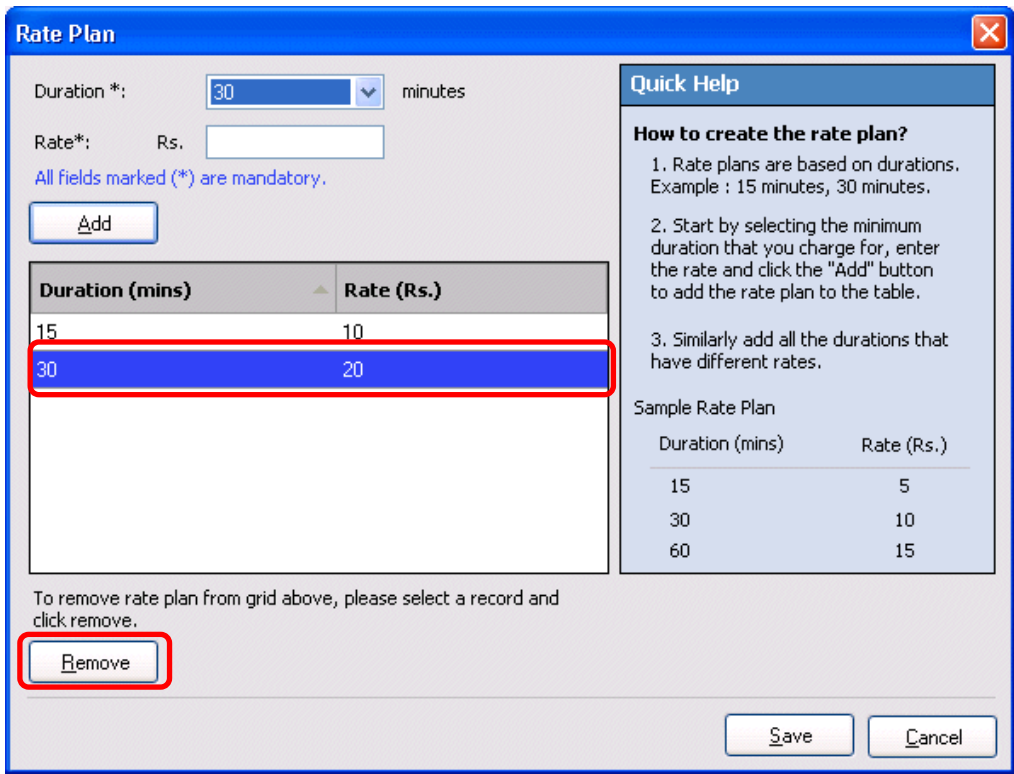 Rate Plan
Duration *: 30 minutes
Rate*: Rs.
All fields marked (*) are mandatory.
Add
Duration (mins) Rate (Rs.)
15 10
30 20
To remove rate plan from grid above, please select a record and
click remove.
Remove
Quick Help
How to create the rate plan?
1. Rate plans are based on durations.
Example : 15 minutes, 30 minutes.
2. Start by selecting the minimum
duration that you charge for, enter
the rate and click the "Add" button
to add the rate plan to the table.
3. Similarly add all the durations that
have different rates.
Sample Rate Plan
Duration (mins) Rate (Rs.)
15 5
30 10
60 15
Save Cancel